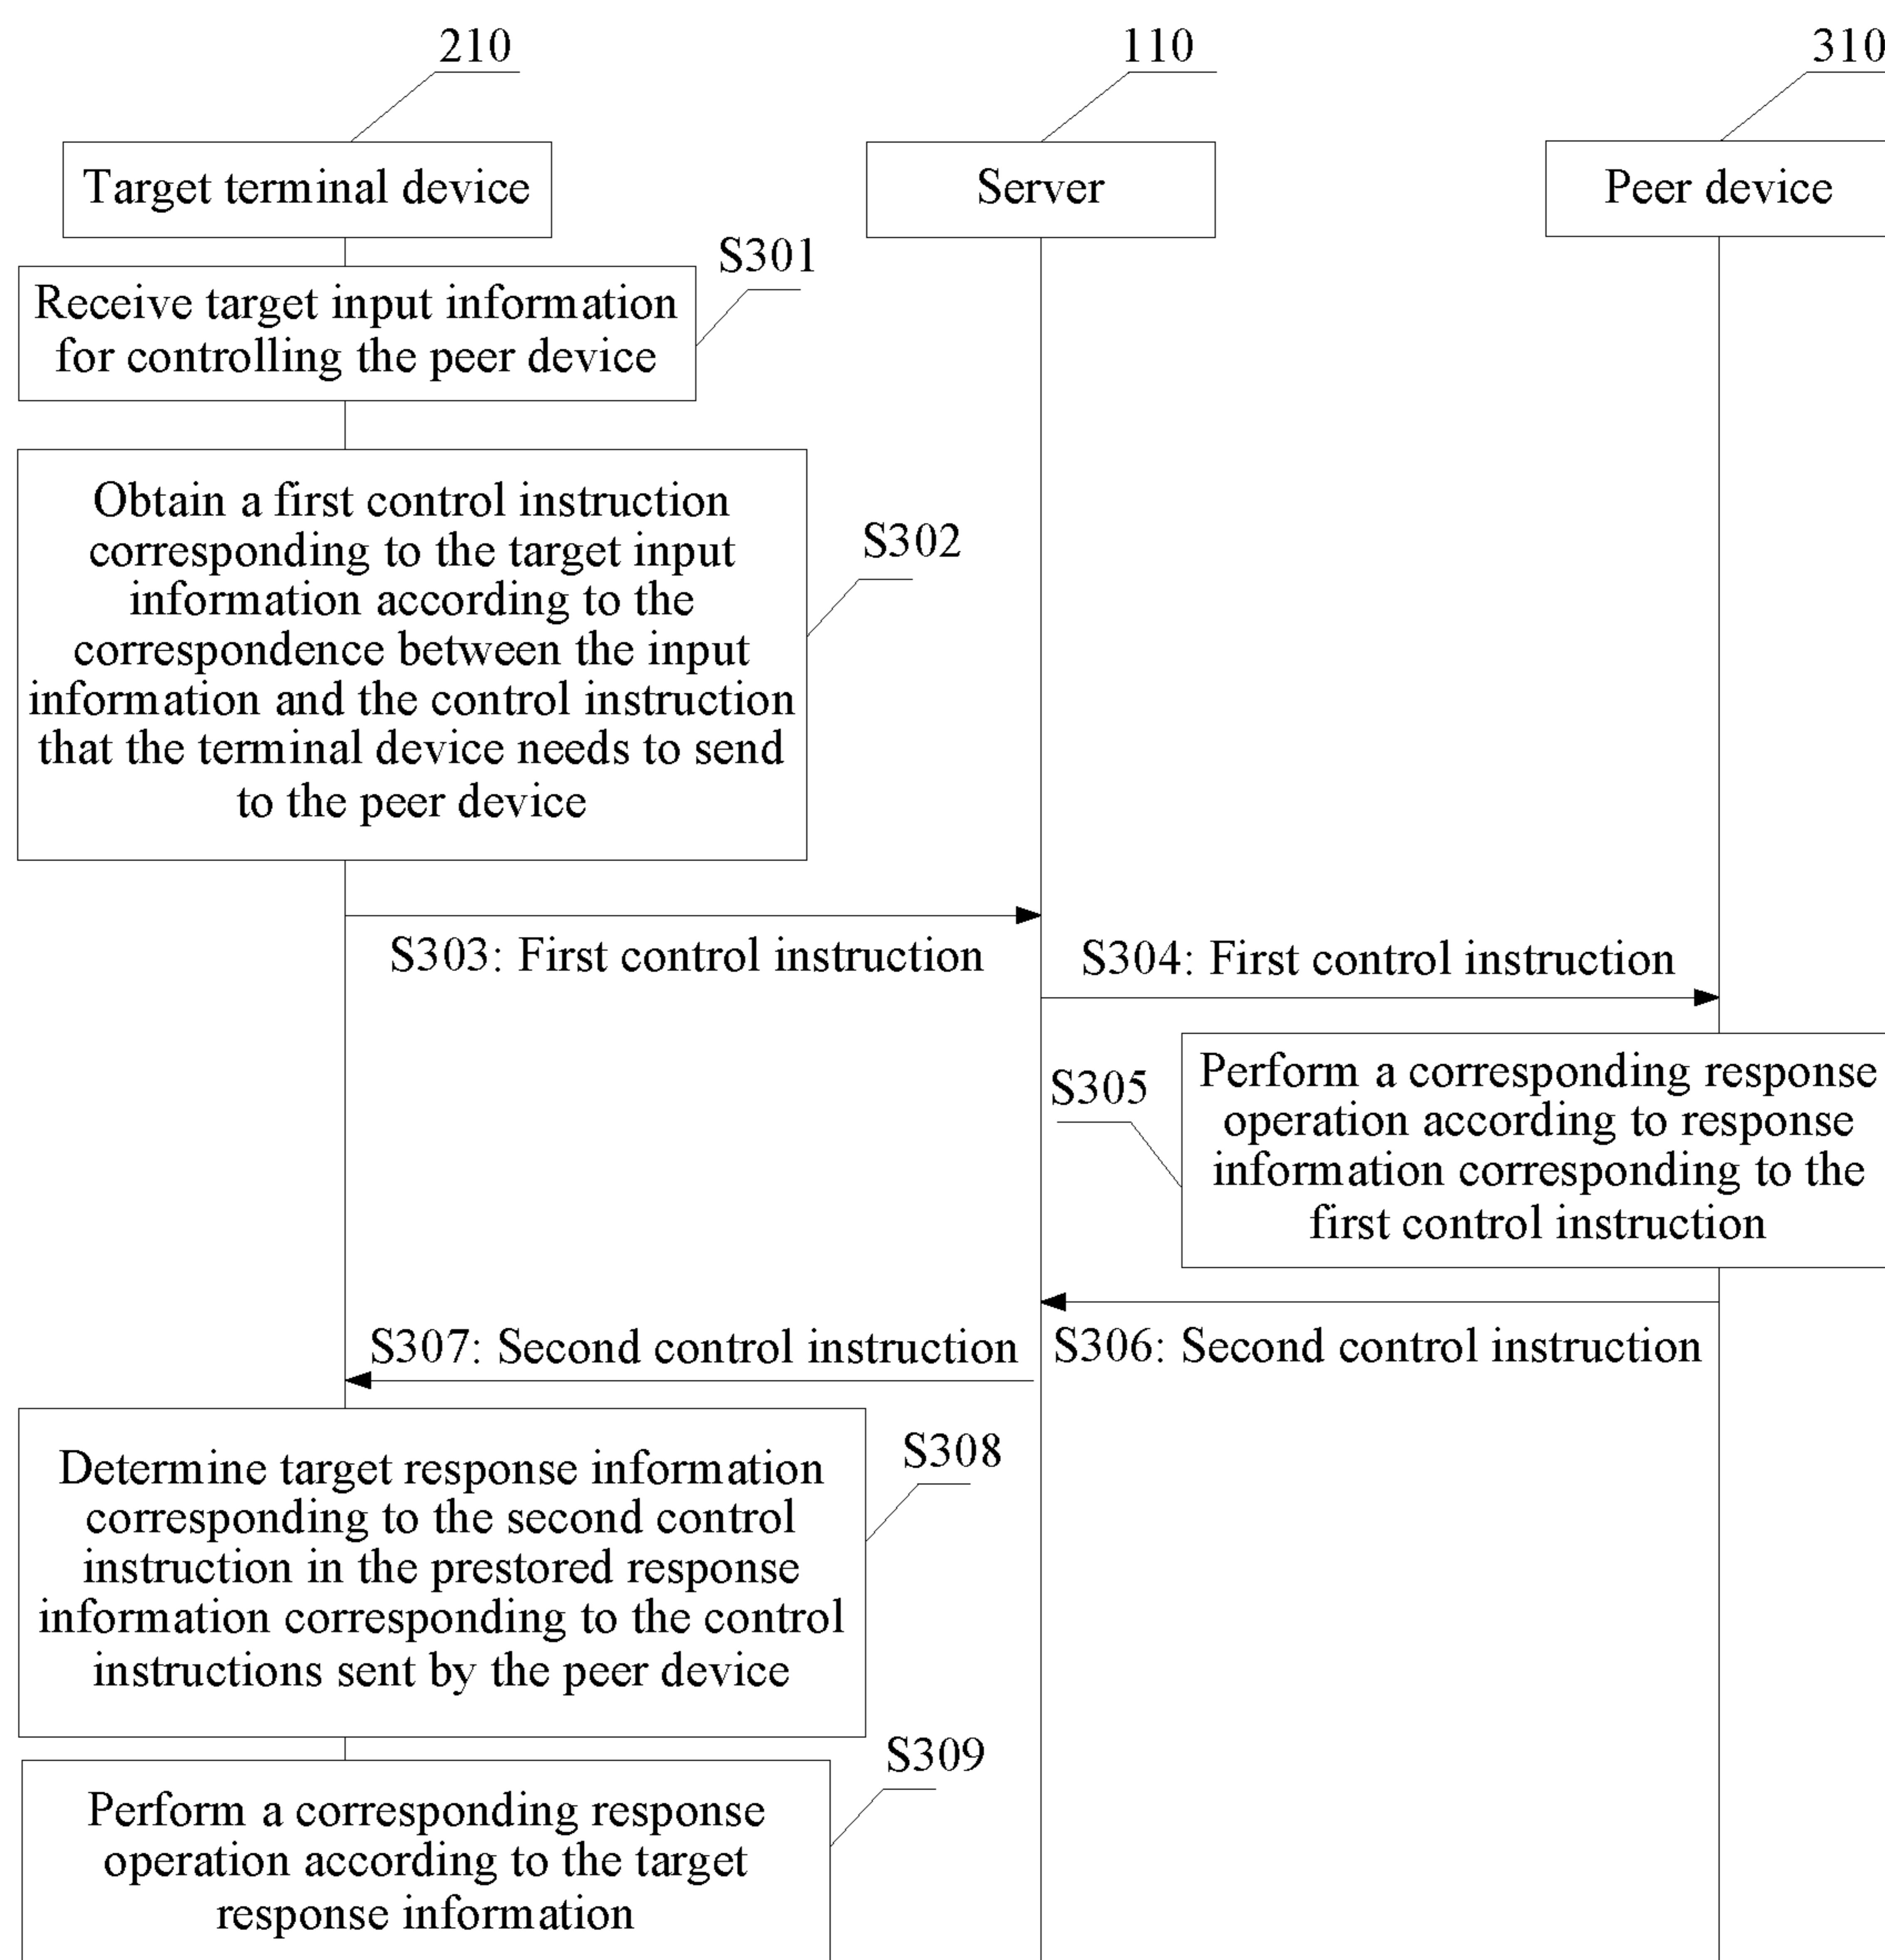 210
110
310
Target terminal device
Server
Peer device
S301
Receive target input information
for controlling the peer device
Obtain a first control instruction
corresponding to the target input
information according to the
correspondence between the input
information and the control instruction
that the terminal device needs to send
to the peer device
S302
S303: First control instruction
S304: First control instruction
S305
Perform a corresponding response
operation according to response
information corresponding to the
first control instruction
S307: Second control instruction
S306: Second control instruction
Determine target response information
corresponding to the second control
instruction in the prestored response
information corresponding to the control
instructions sent by the peer device
S308
S309
Perform a corresponding response
operation according to the target
response information